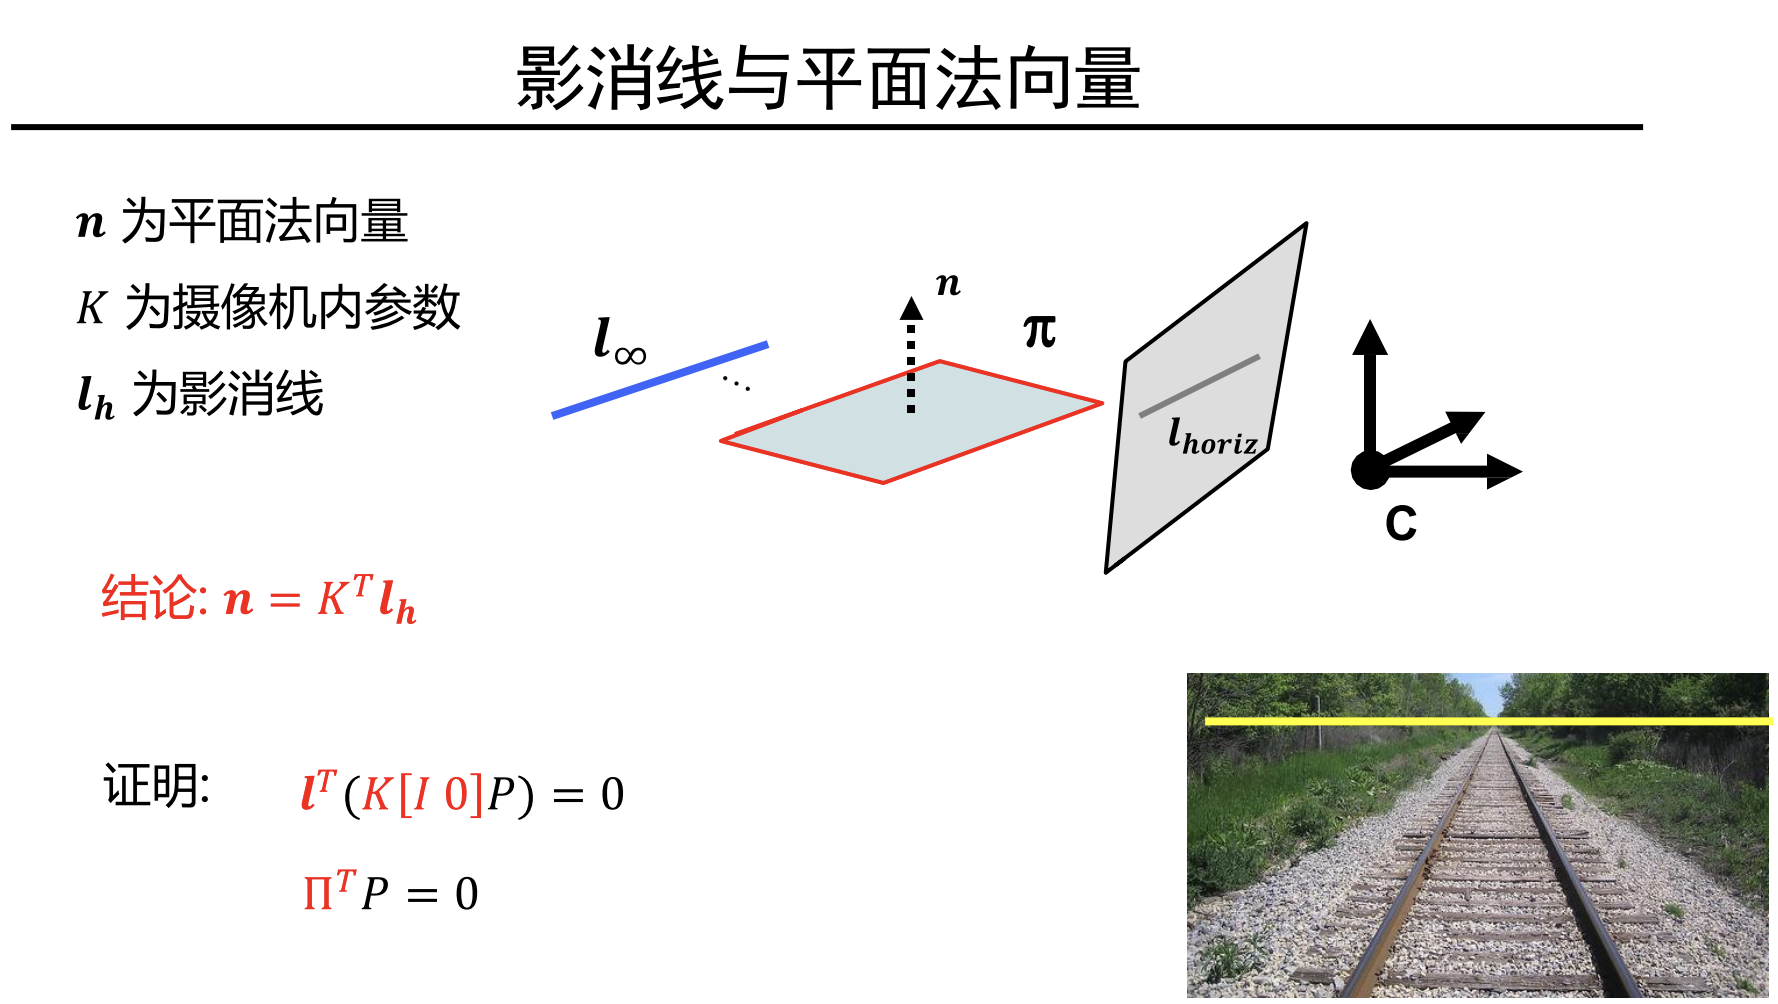 影消线与平面法向量
n 为平面法向量
K 为摄像机内参数
l_h 为影消线
l_∞
...
n
π
l_horiz
C
结论: n = K^T l_h
证明: l^T (K[I 0]P) = 0
Π^T P = 0